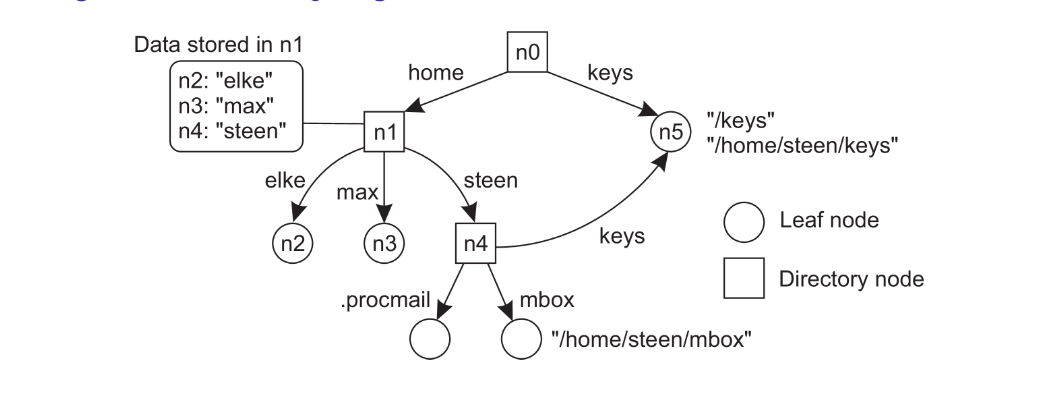 Data stored in n1
n2: "elke"
n3: "max"
n4: "steen"
n0
home
keys
n1
n5
"/keys"
"/home/steen/keys"
elke
max
steen
n2
n3
n4
keys
Leaf node
Directory node
.procmail
mbox
"/home/steen/mbox"